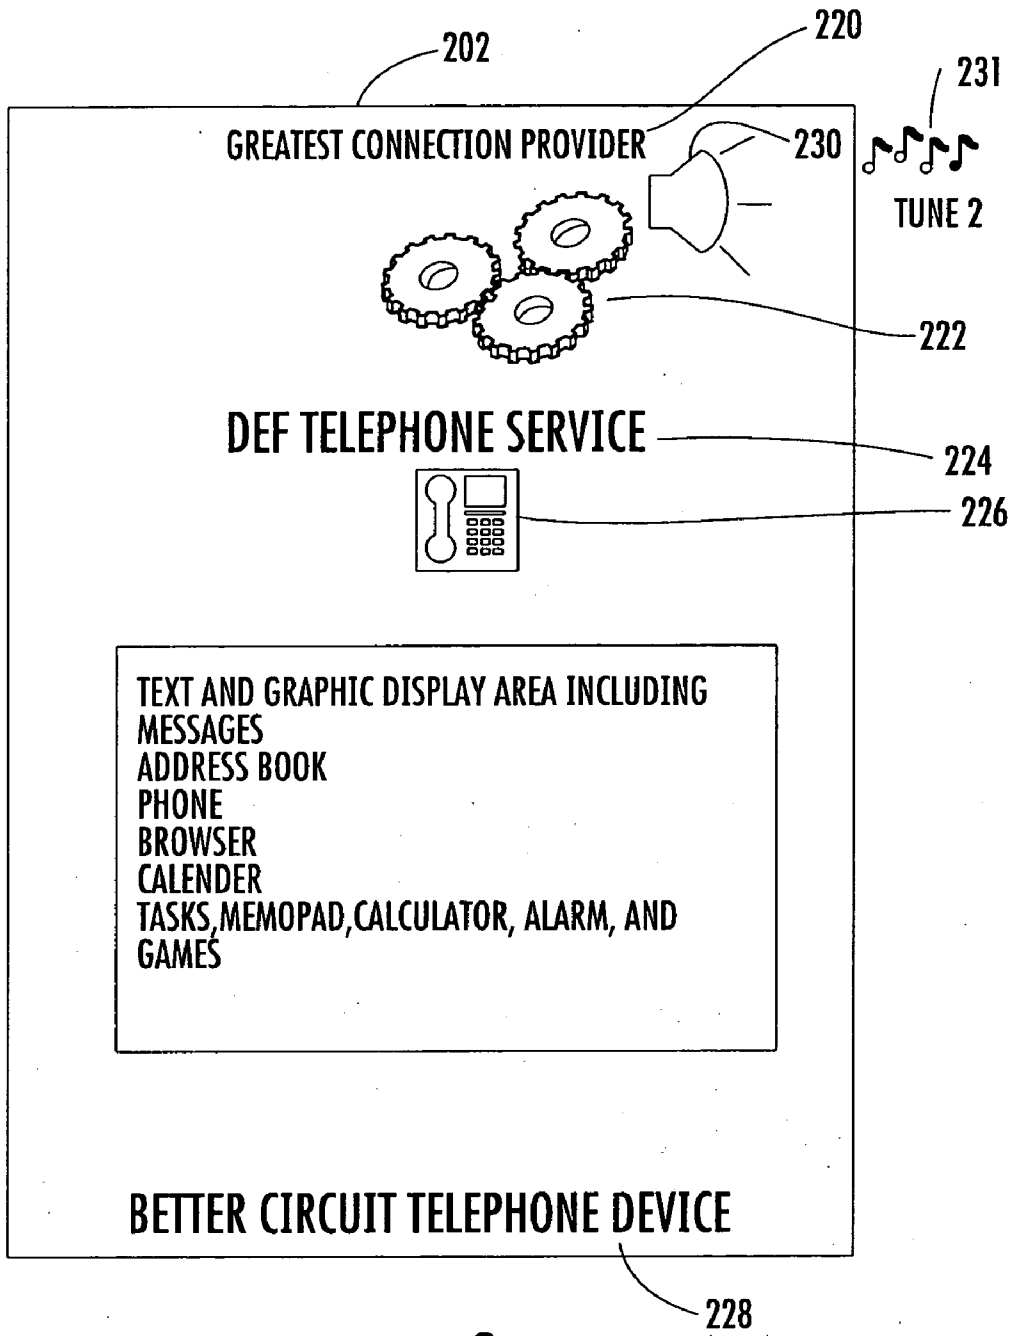 220
202
231
GREATEST CONNECTION PROVIDER
230
TUNE 2
222
DEF TELEPHONE SERVICE
224
226
TEXT AND GRAPHIC DISPLAY AREA INCLUDING
MESSAGES
ADDRESS BOOK
PHONE
BROWSER
CALENDER
TASKS,MEMOPAD,CALCULATOR, ALARM, AND
GAMES
BETTER CIRCUIT TELEPHONE DEVICE
228